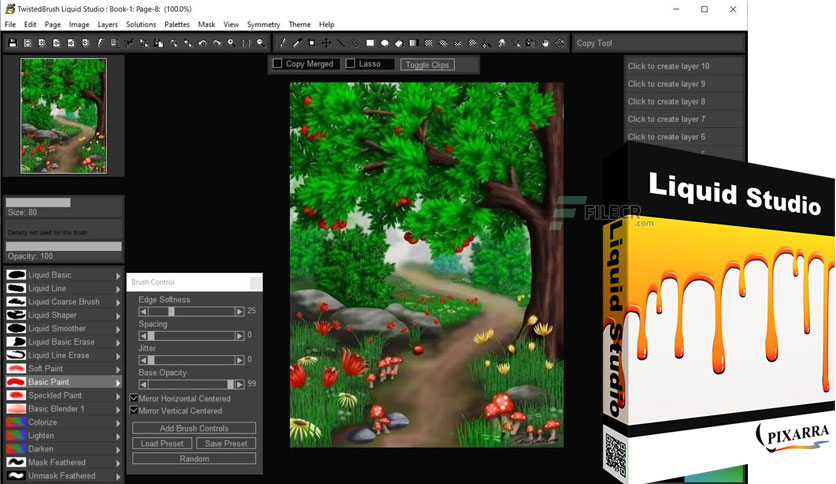 TwistedBrush Liquid Studio : Book-1: Page-8:  (100.0%)
File Edit Page Image Layers Solutions Palettes Mask View Symmetry Theme Help
Copy Tool
Copy Merged Lasso Toggle Clips
Click to create layer 10
Click to create layer 9
Click to create layer 8
Click to create layer 7
Click to create layer 6
Size: 80
Density not used for this brush
Opacity: 100
Liquid Basic
Liquid Line
Liquid Coarse Brush
Liquid Shaper
Liquid Smoother
Liquid Basic Erase
Liquid Line Erase
Soft Paint
Basic Paint
Speckled Paint
Basic Blender 1
Colorize
Lighten
Darken
Mask Feathered
Unmask Feathered
Brush Control
Edge Softness
25
Spacing
0
Jitter
0
Base Opacity
99
Mirror Horizontal Centered
Mirror Vertical Centered
Add Brush Controls
Load Preset Save Preset
Random
FILECR
.com
Liquid Studio
Liquid Studio
PIXARRA